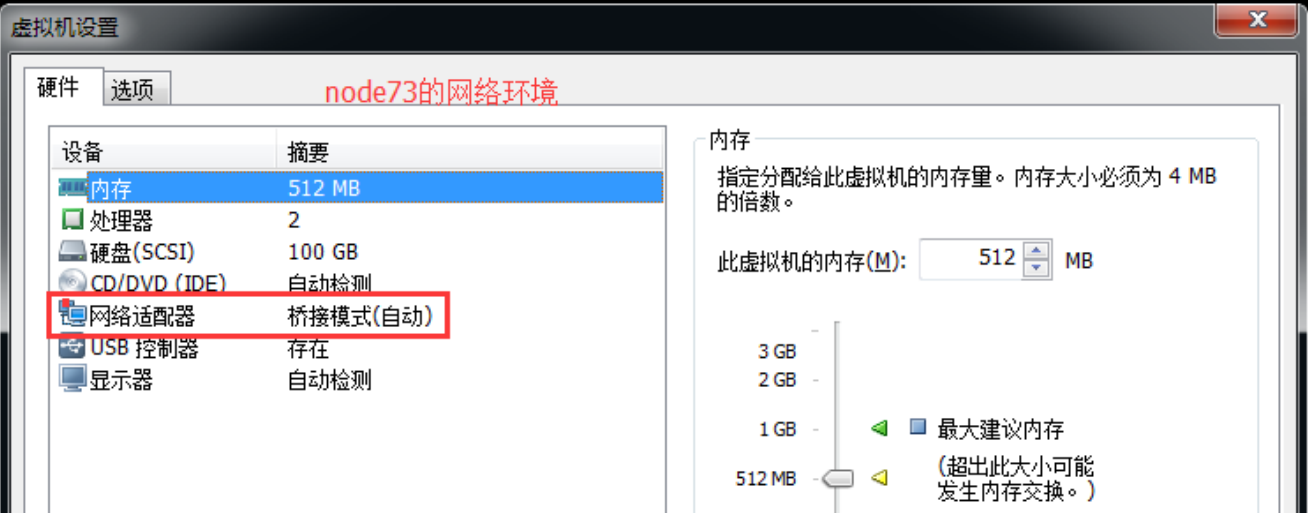 虚拟机设置
硬件 选项
node73的网络环境
设备 摘要
内存 512 MB
处理器 2
硬盘(SCSI) 100 GB
CD/DVD (IDE) 自动检测
网络适配器 桥接模式(自动)
USB 控制器 存在
显示器 自动检测
内存
指定分配给此虚拟机的内存量。内存大小必须为 4 MB
的倍数。
此虚拟机的内存(M): 512 MB
3 GB
2 GB
1 GB
最大建议内存
512 MB
(超出此大小可能
发生内存交换。)